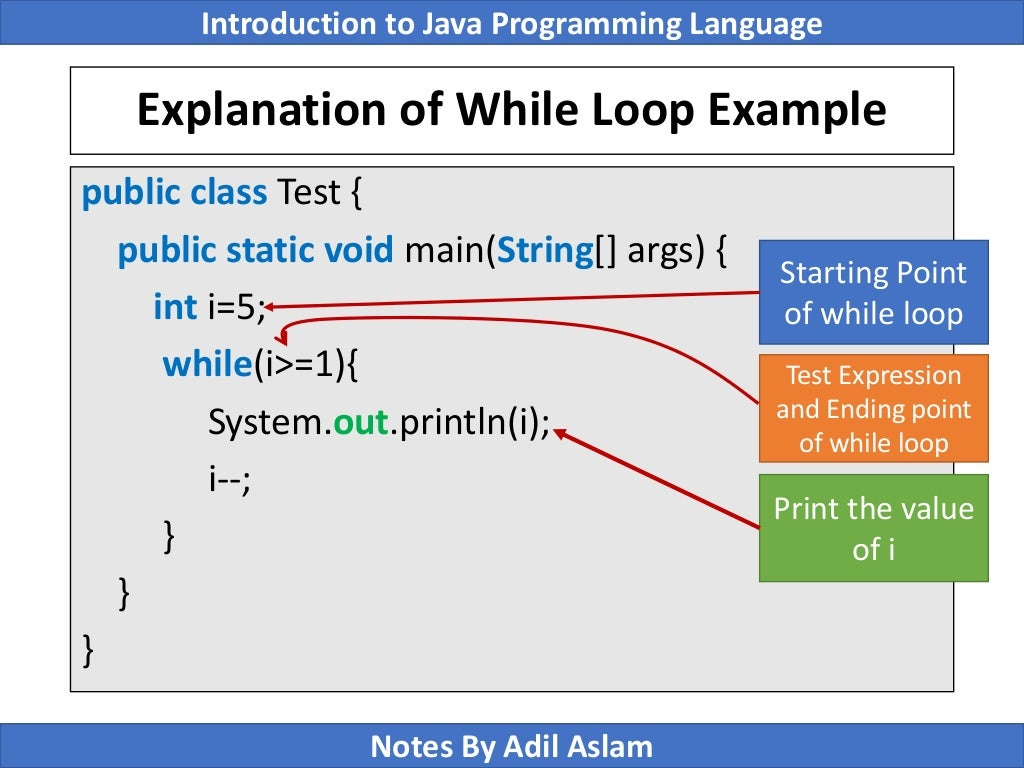 Introduction to Java Programming Language
Explanation of While Loop Example
public class Test {
public static void main(String[] args) {
int i=5;
while(i>=1){
System.out.println(i);
i--;
}
}
}
Starting Point
of while loop
Test Expression
and Ending point
of while loop
Print the value
of i
Notes By Adil Aslam